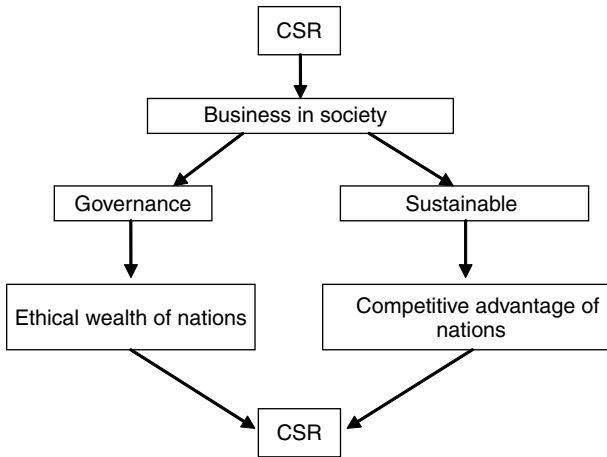 CSR
Business in society
Governance
Sustainable
Ethical wealth of nations
Competitive advantage of
nations
CSR